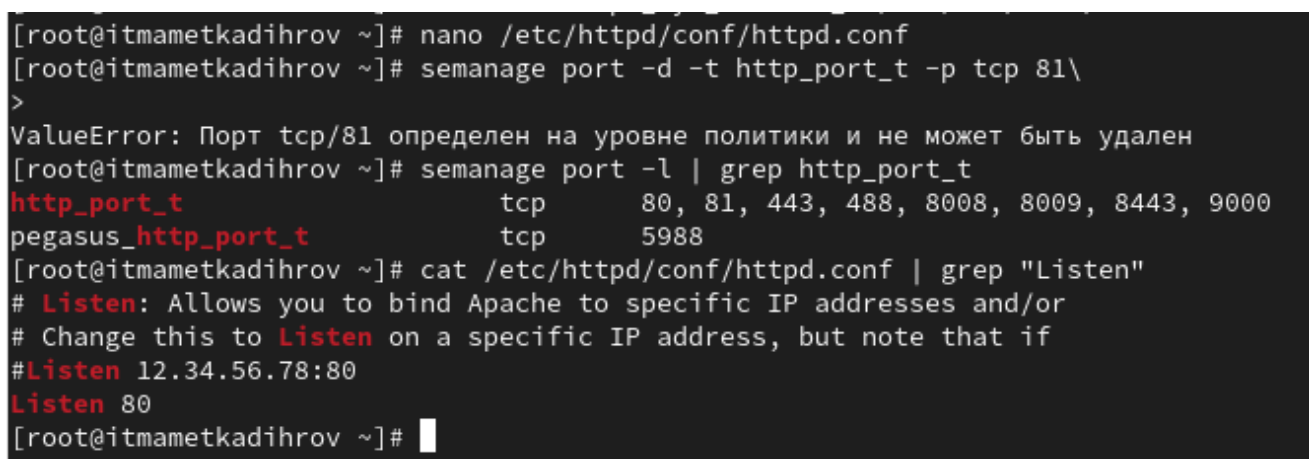 [root@itmametkadihrov ~]# nano /etc/httpd/conf/httpd.conf
[root@itmametkadihrov ~]# semanage port -d -t http_port_t -p tcp 81\
>
ValueError: Порт tcp/81 определен на уровне политики и не может быть удален
[root@itmametkadihrov ~]# semanage port -l | grep http_port_t
http_port_t                    tcp      80, 81, 443, 488, 8008, 8009, 8443, 9000
pegasus_http_port_t            tcp      5988
[root@itmametkadihrov ~]# cat /etc/httpd/conf/httpd.conf | grep "Listen"
# Listen: Allows you to bind Apache to specific IP addresses and/or
# Change this to Listen on a specific IP address, but note that if
#Listen 12.34.56.78:80
Listen 80
[root@itmametkadihrov ~]#